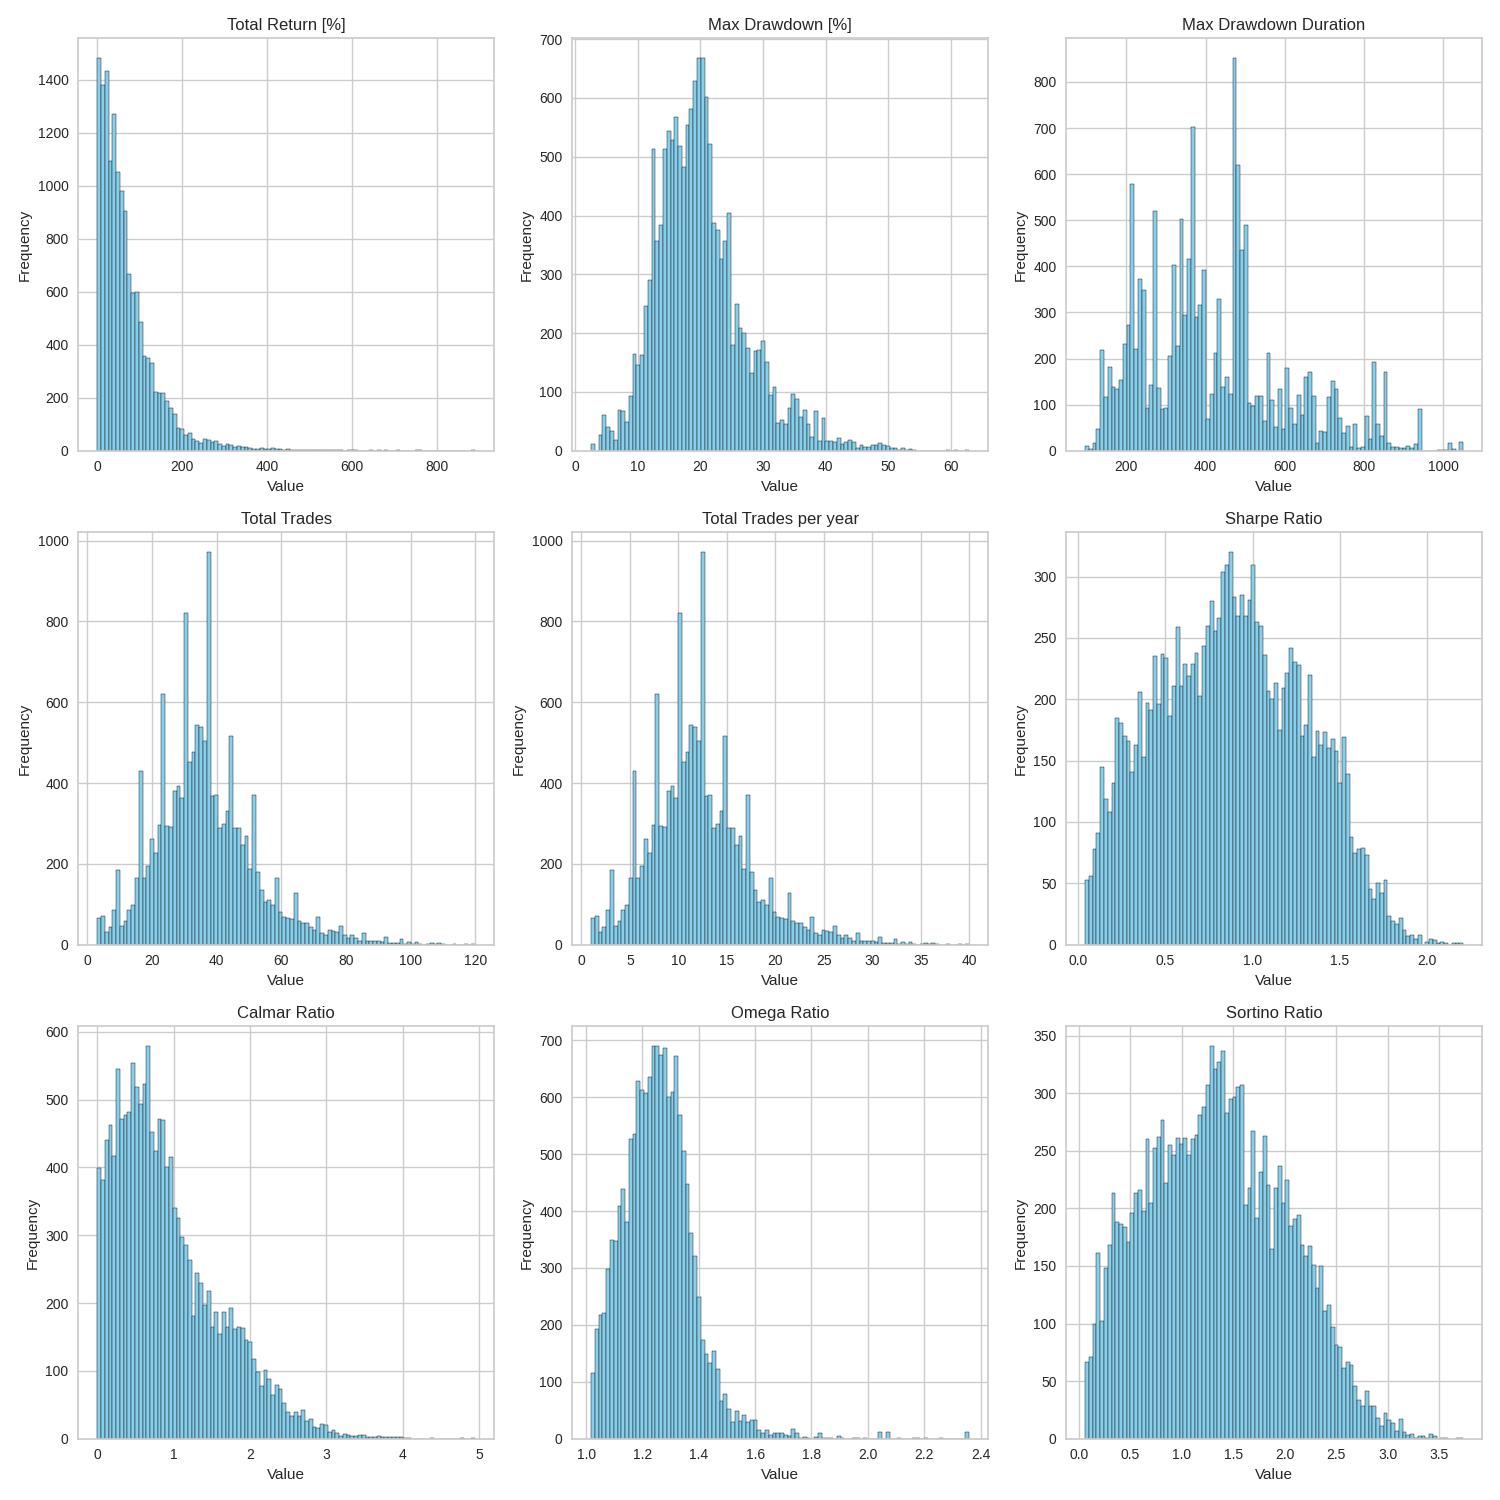 Total Return [%]
Max Drawdown [%]
Max Drawdown Duration
1400
1200
1000
800
600
400
200
0
Frequency
0 200 400 600 800
Value
700
600
500
400
300
200
100
0
Frequency
0 10 20 30 40 50 60
Value
800
700
600
500
400
300
200
100
0
Frequency
200 400 600 800 1000
Value
Total Trades
Total Trades per year
Sharpe Ratio
1000
800
600
400
200
0
Frequency
0 20 40 60 80 100 120
Value
1000
800
600
400
200
0
Frequency
0 5 10 15 20 25 30 35 40
Value
300
250
200
150
100
50
0
Frequency
0.0 0.5 1.0 1.5 2.0
Value
Calmar Ratio
Omega Ratio
Sortino Ratio
600
500
400
300
200
100
0
Frequency
0 1 2 3 4 5
Value
700
600
500
400
300
200
100
0
Frequency
1.0 1.2 1.4 1.6 1.8 2.0 2.2 2.4
Value
350
300
250
200
150
100
50
0
Frequency
0.0 0.5 1.0 1.5 2.0 2.5 3.0 3.5
Value